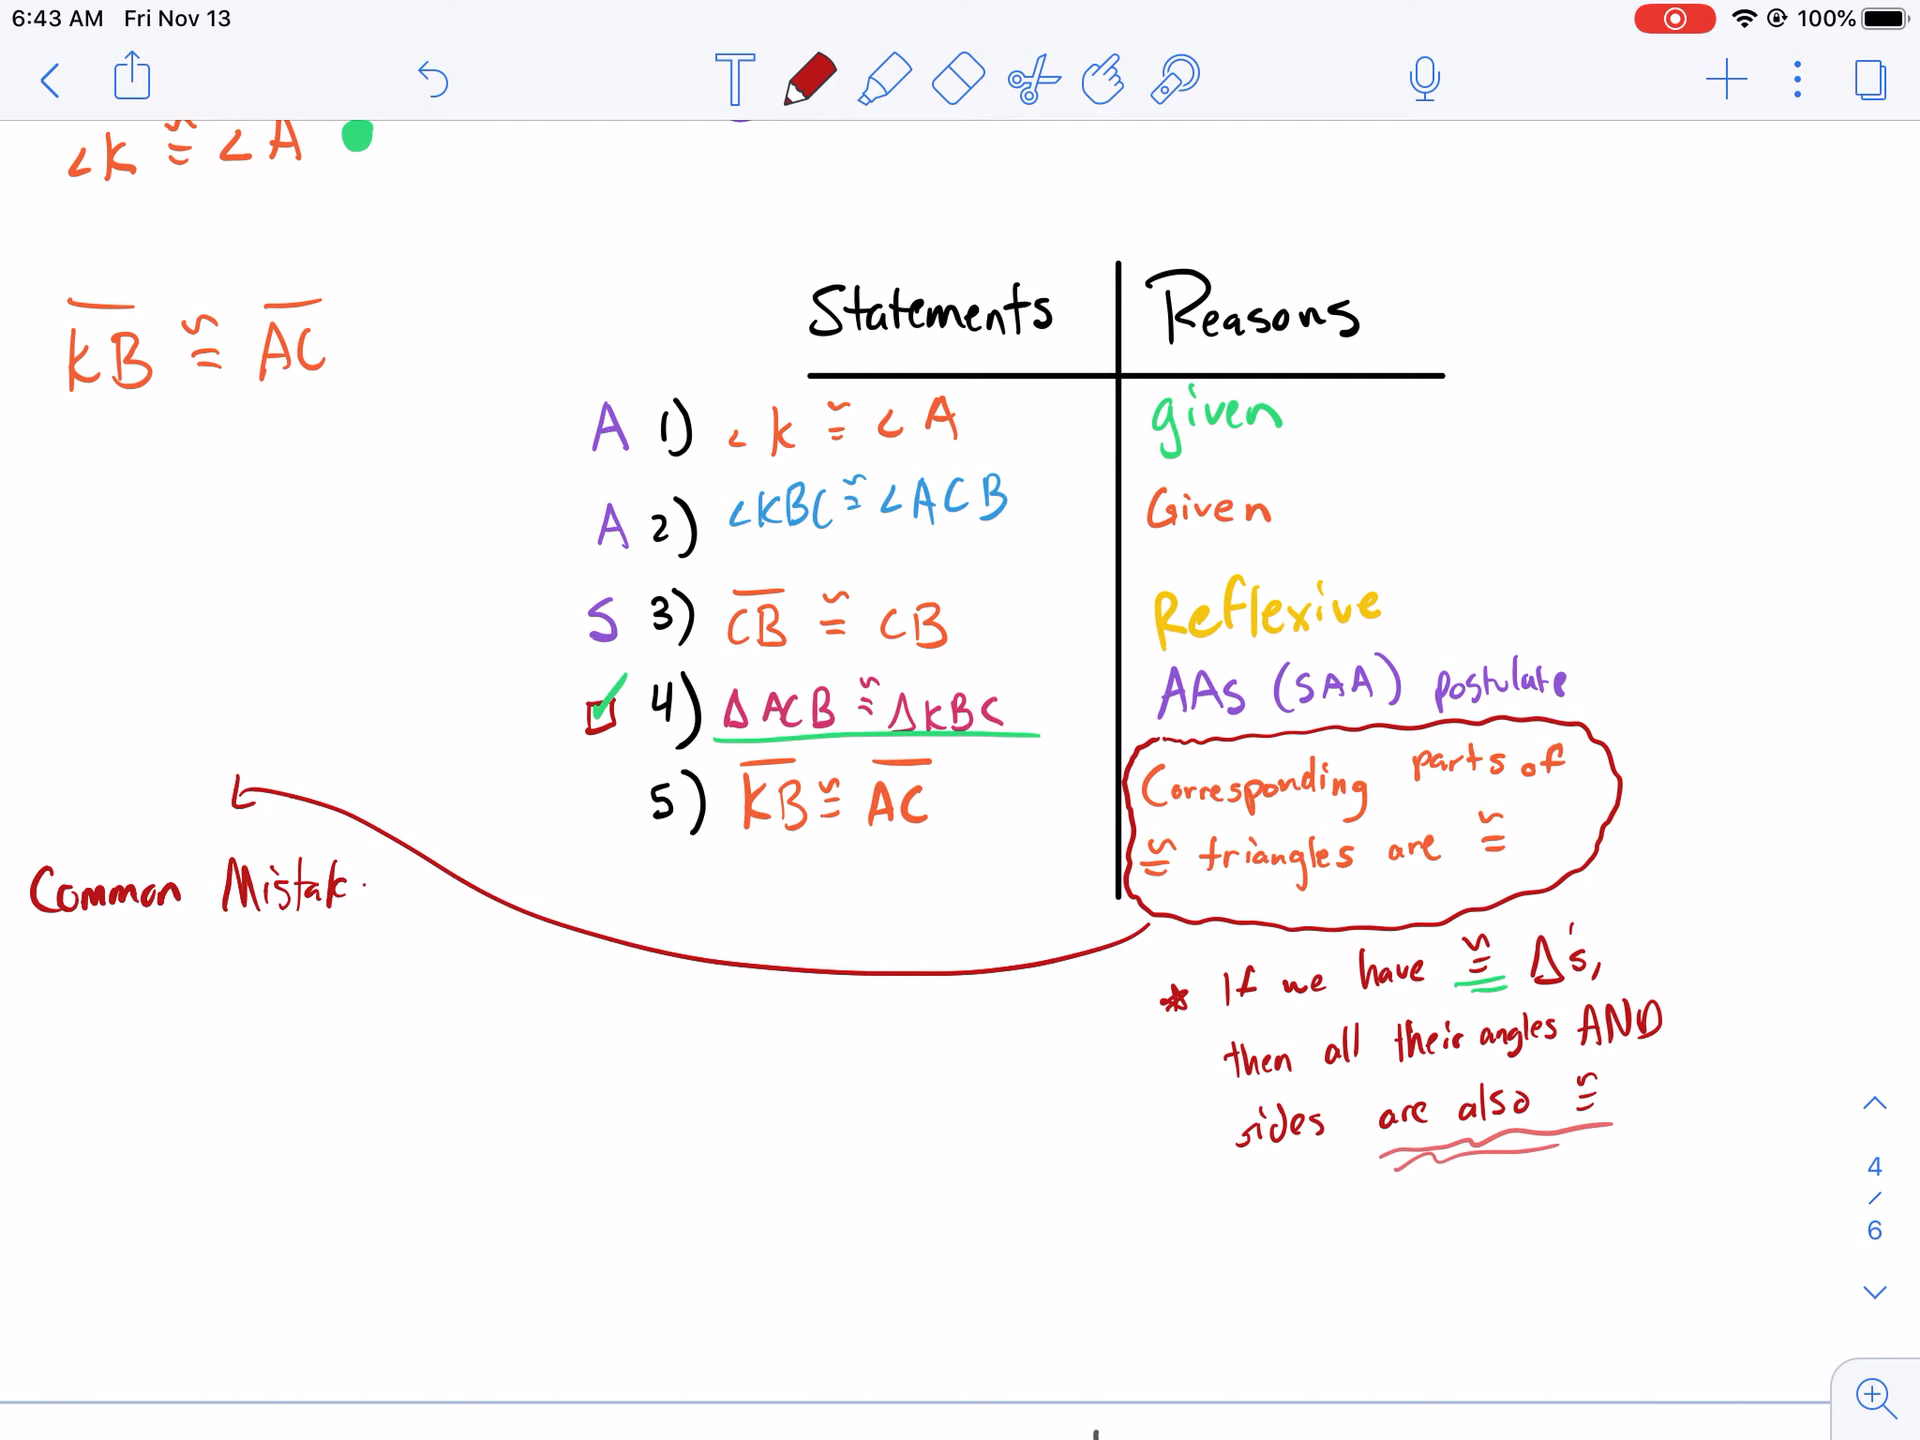 6:43 AM Fri Nov 13 100%
∠K ≅ ∠A
KB ≅ AC
Statements Reasons
A 1) ∠K ≅ ∠A given
A 2) ∠KBC ≅ ∠ACB Given
S 3) CB ≅ CB Reflexive
4) ΔACB ≅ ΔKBC AAS (SAA) postulate
5) KB ≅ AC Corresponding parts of
≅ triangles are ≅
Common Mistak.
* If we have ≅ Δ's,
then all their angles AND
sides are also ≅
4
/
6